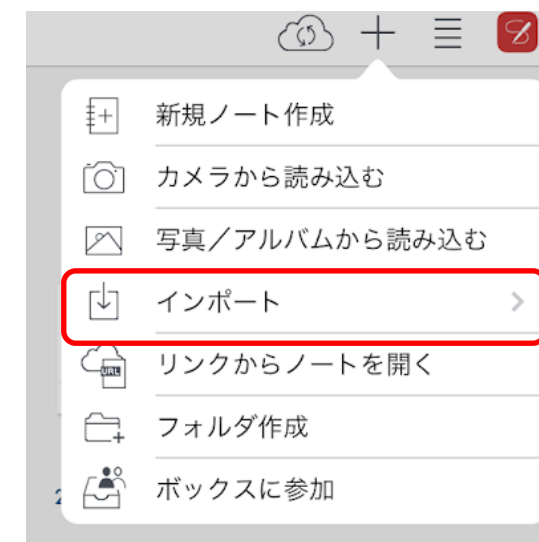 新規ノート作成
カメラから読み込む
写真／アルバムから読み込む
インポート
URL
リンクからノートを開く
フォルダ作成
2
ボックスに参加